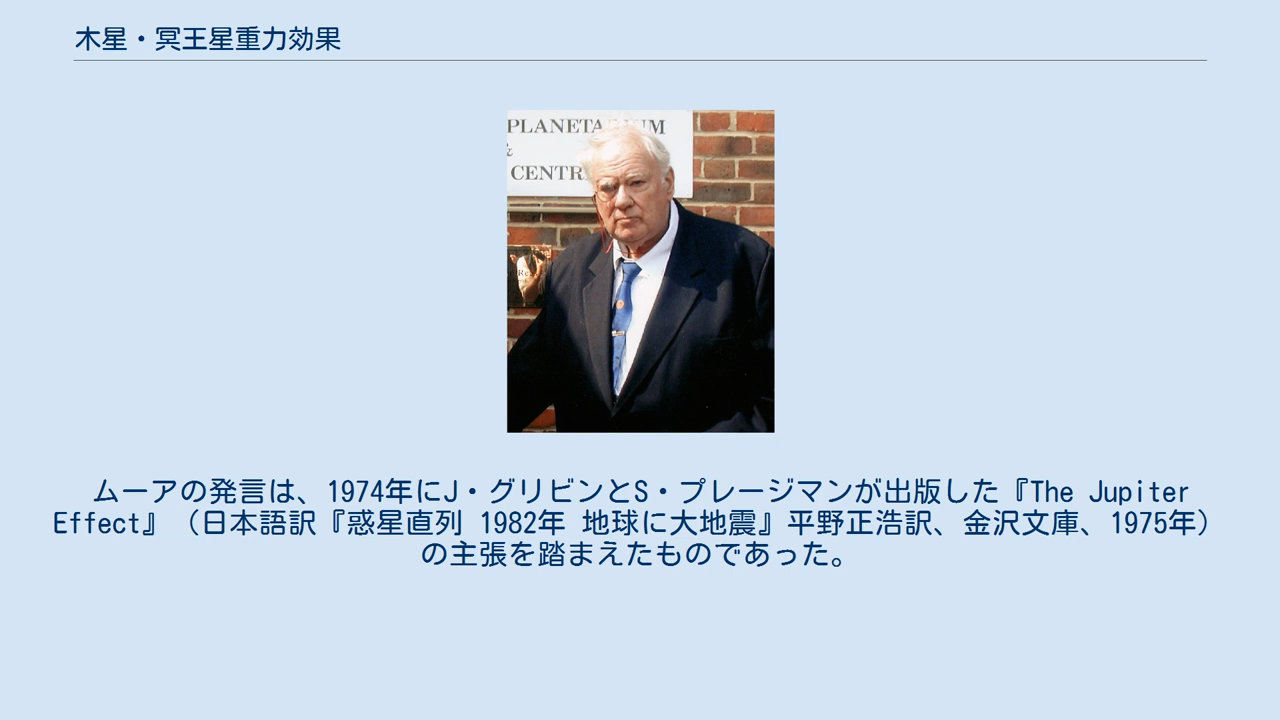 木星・冥王星重力効果
PLANETA UM
&
CENTR
ムーアの発言は、1974年にJ・グリビンとS・プレージマンが出版した『The Jupiter
Effect』（日本語訳『惑星直列 1982年 地球に大地震』平野正浩訳、金沢文庫、1975年）
の主張を踏まえたものであった。